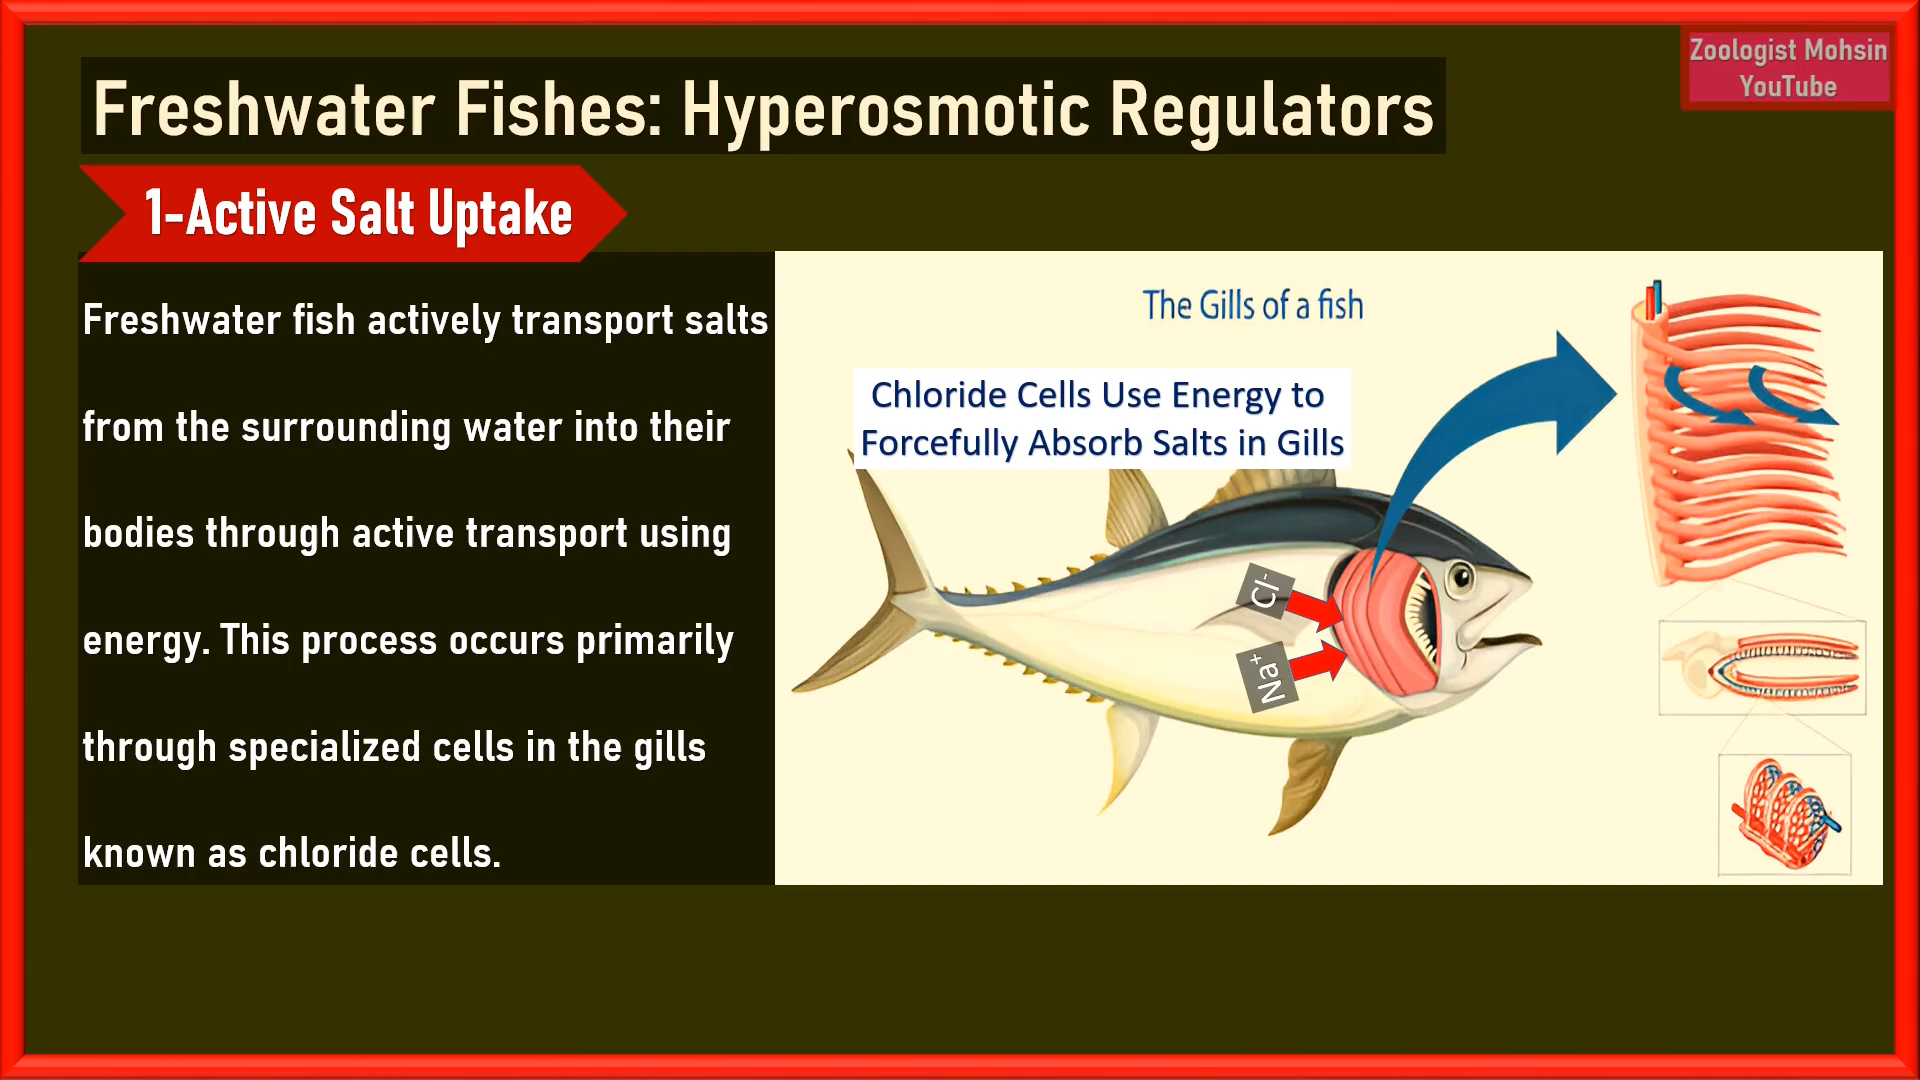 Zoologist Mohsin
YouTube
Freshwater Fishes: Hyperosmotic Regulators
1-Active Salt Uptake
Freshwater fish actively transport salts
from the surrounding water into their
bodies through active transport using
energy. This process occurs primarily
through specialized cells in the gills
known as chloride cells.
The Gills of a fish
Chloride Cells Use Energy to
Forcefully Absorb Salts in Gills
Cl⁻
Na⁺